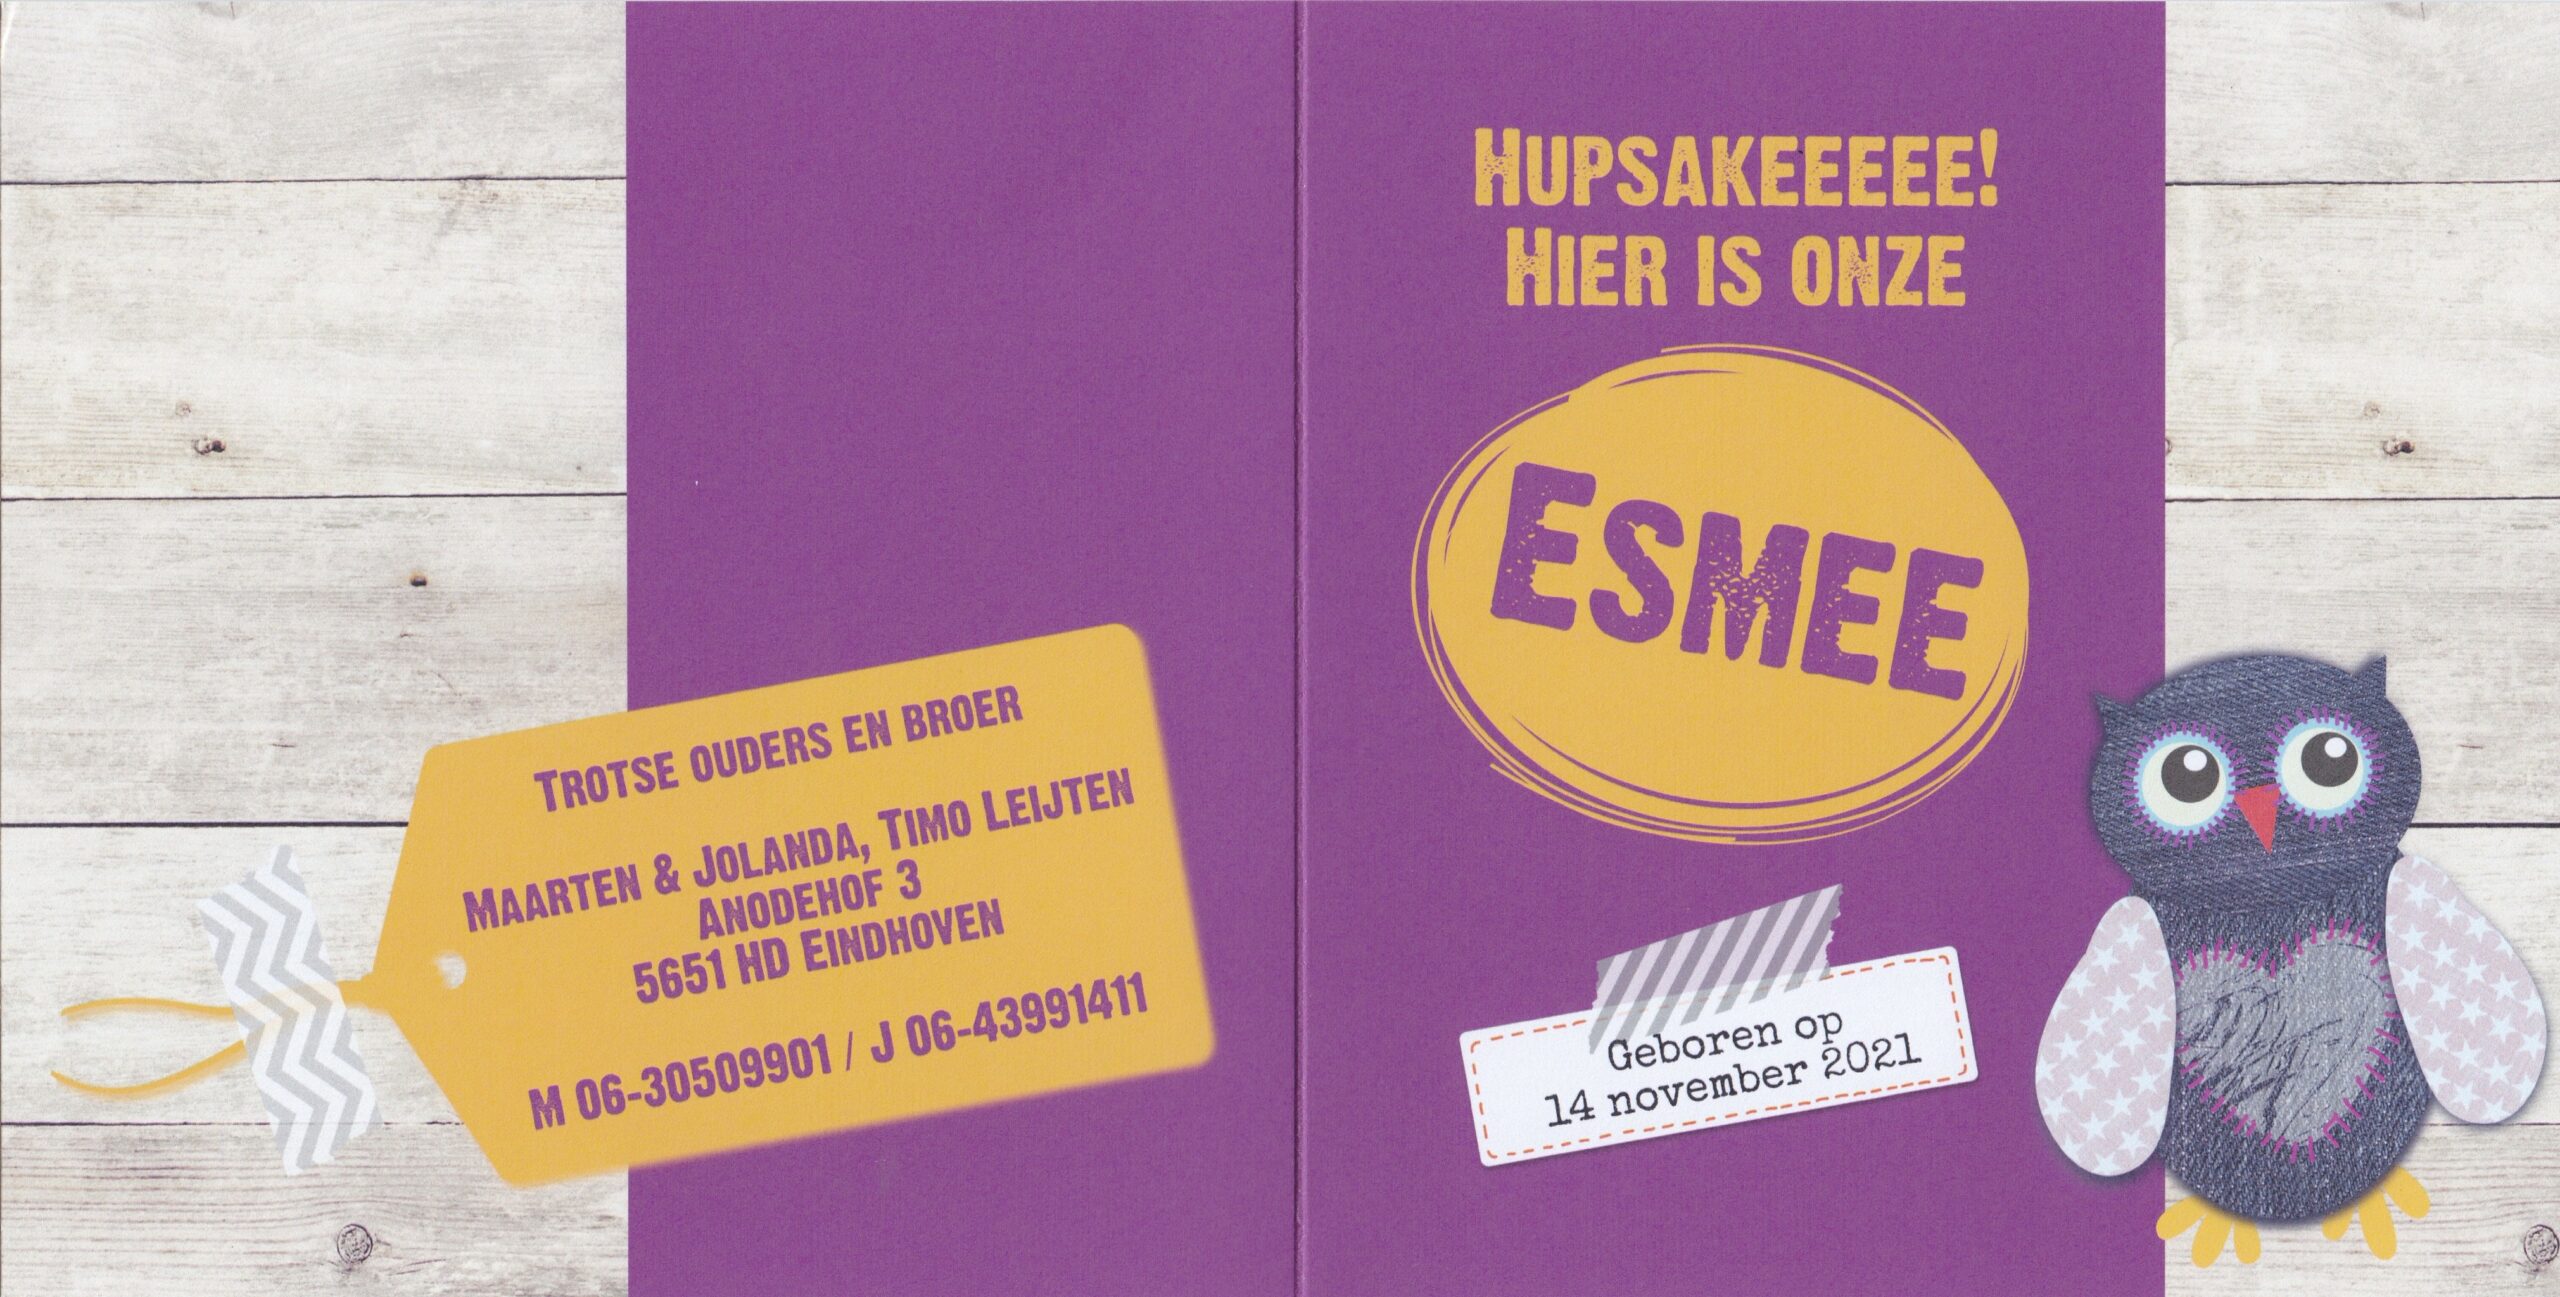 Trotse ouders en broer
Maarten & Jolanda, Timo Leijten
Anodehof 3
5651 HD Eindhoven
M 06-30509901 / J 06-43991411
Hupsakeeeee!
Hier is onze
Esmee
Geboren op
14 november 2021